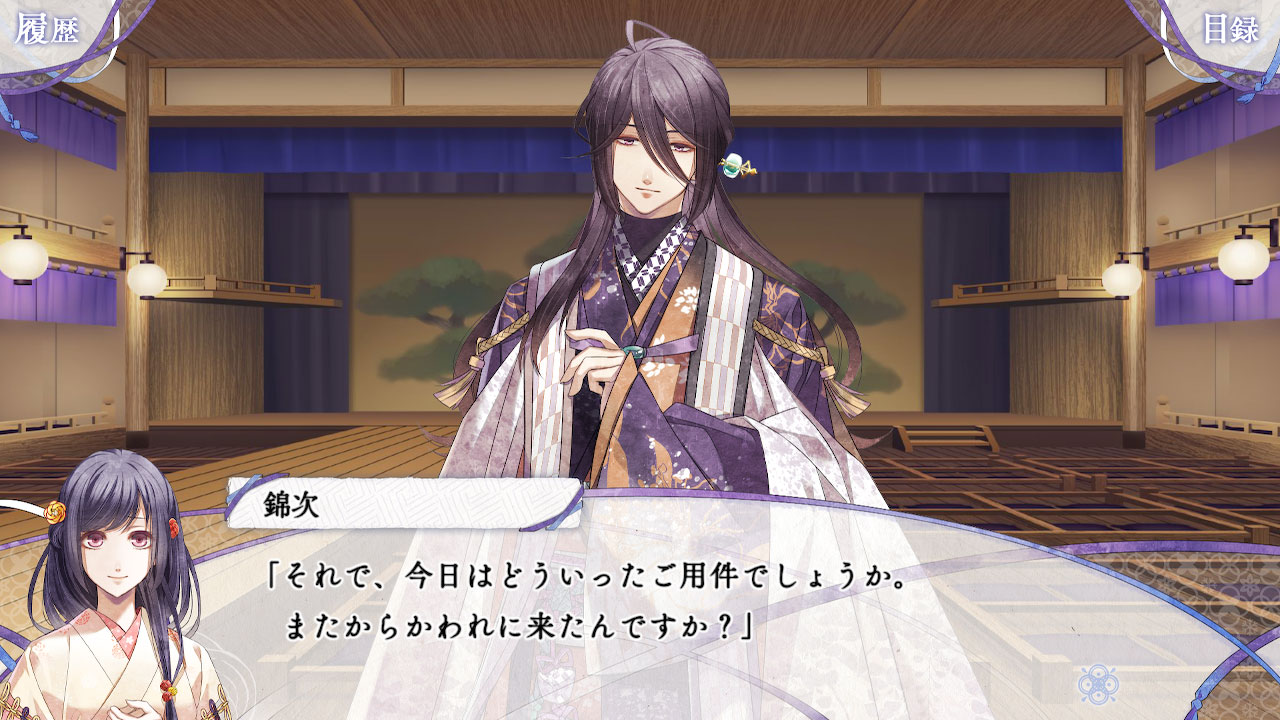 履歴
目録
錦次
「それで、今日はどういったご用件でしょうか。
またからかわれに来たんですか？」